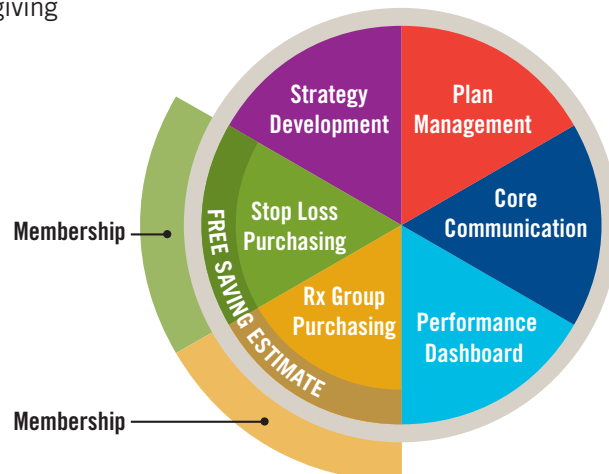 giving
Strategy
Development
Plan
Management
Core
Communication
Performance
Dashboard
Rx Group
Purchasing
Stop Loss
Purchasing
FREE SAVING ESTIMATE
Membership
Membership